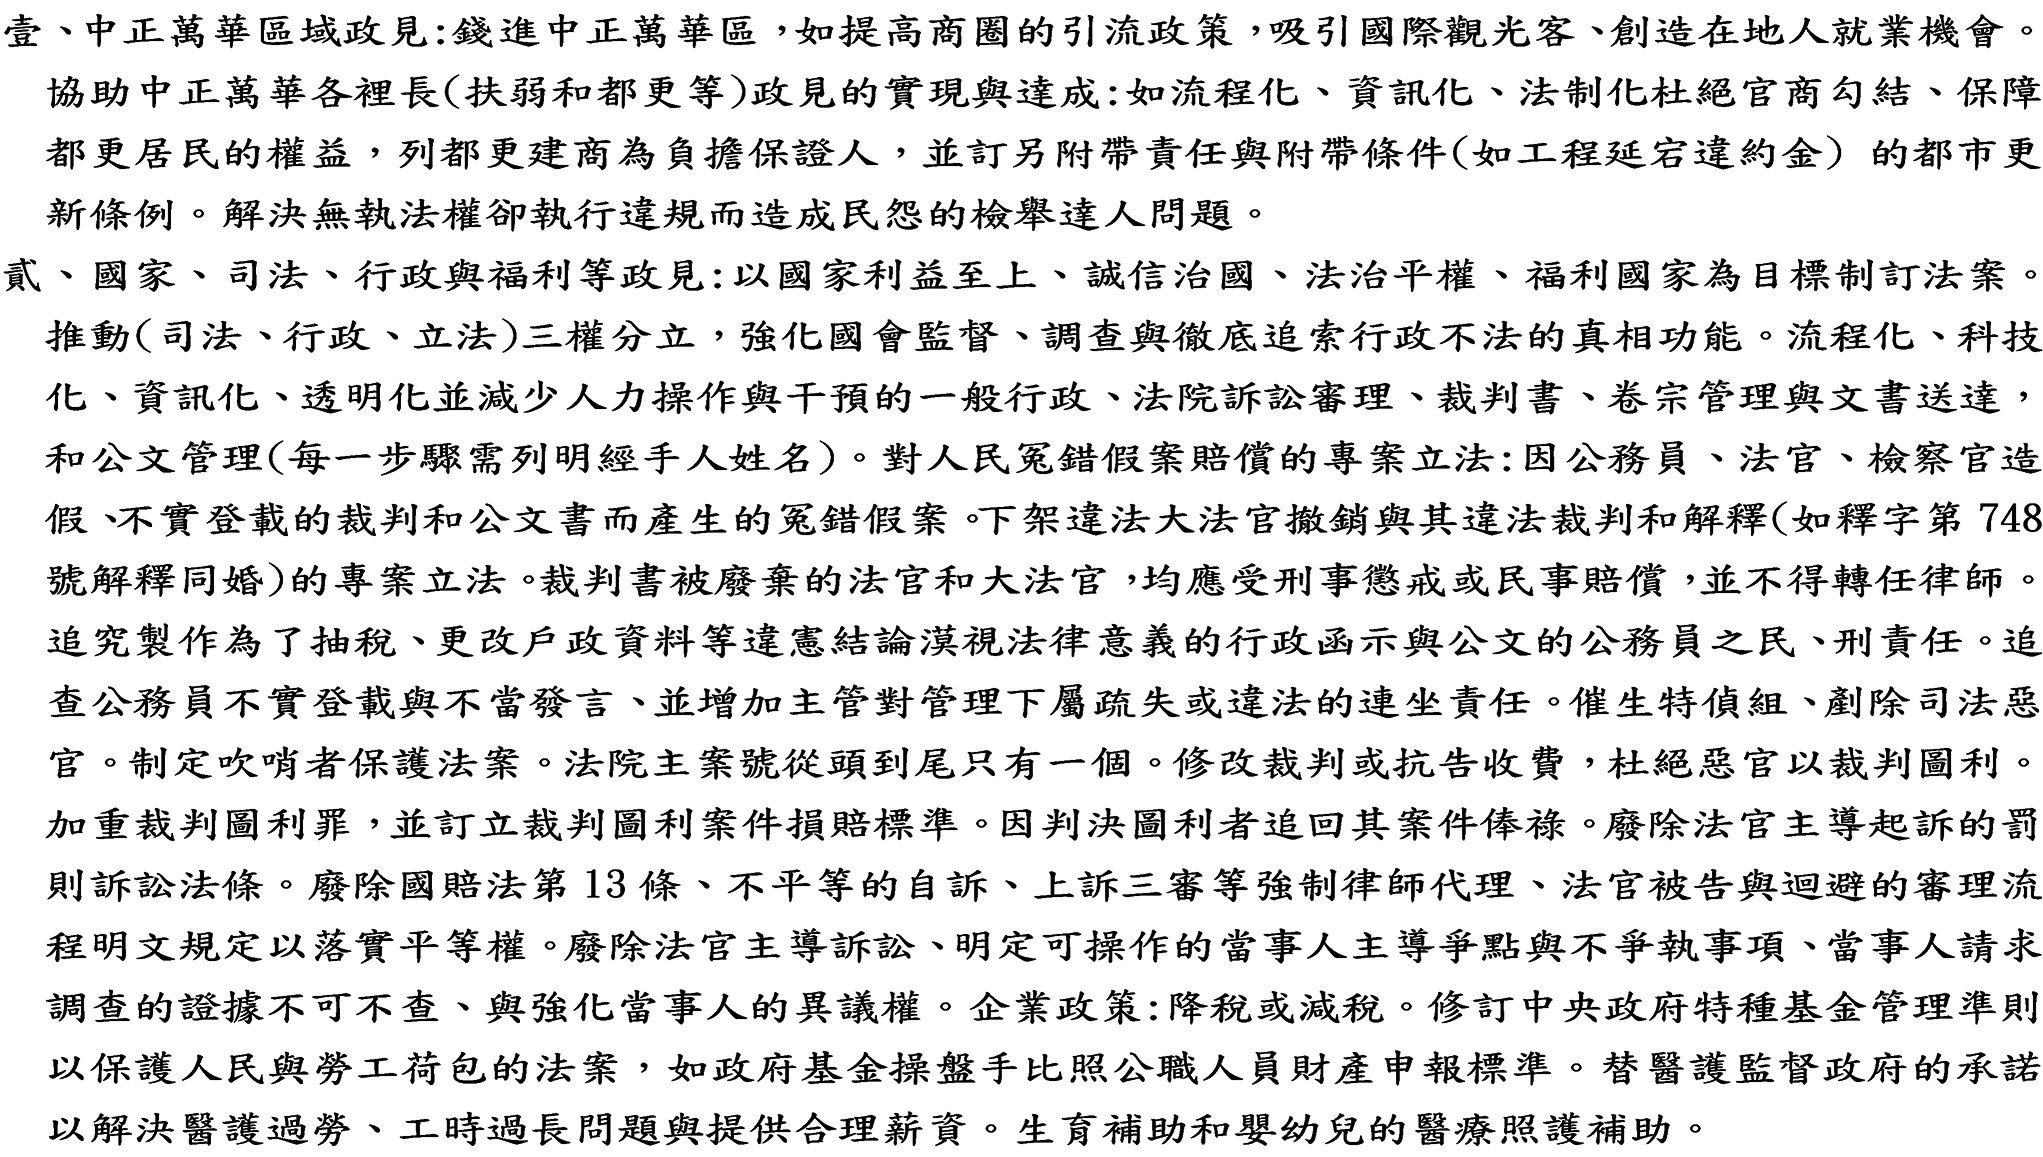 壹、中正萬華區域政見:錢進中正萬華區,如提高商圈的引流政策,吸引國際觀光客、創造在地人就業機會。
協助中正萬華各裡長(扶弱和都更等)政見的實現與達成:如流程化、資訊化、法制化杜絕官商勾結、保障
都更居民的權益,列都更建商為負擔保證人,並訂另附帶責任與附帶條件(如工程延宕違約金) 的都市更
新條例。解決無執法權卻執行違規而造成民怨的檢舉達人問題。
貳、國家、司法、行政與福利等政見:以國家利益至上、誠信治國、法治平權、福利國家為目標制訂法案。
推動(司法、行政、立法)三權分立,強化國會監督、調查與徹底追索行政不法的真相功能。流程化、科技
化、資訊化、透明化並減少人力操作與干預的一般行政、法院訴訟審理、裁判書、卷宗管理與文書送達,
和公文管理(每一步驟需列明經手人姓名)。對人民冤錯假案賠償的專案立法:因公務員、法官、檢察官造
假、不實登載的裁判和公文書而產生的冤錯假案。下架違法大法官撤銷與其違法裁判和解釋(如釋字第 748
號解釋同婚)的專案立法。裁判書被廢棄的法官和大法官,均應受刑事懲戒或民事賠償,並不得轉任律師。
追究製作為了抽稅、更改戶政資料等違憲結論漠視法律意義的行政函示與公文的公務員之民、刑責任。追
查公務員不實登載與不當發言、並增加主管對管理下屬疏失或違法的連坐責任。催生特偵組、剷除司法惡
官。制定吹哨者保護法案。法院主案號從頭到尾只有一個。修改裁判或抗告收費,杜絕惡官以裁判圖利。
加重裁判圖利罪,並訂立裁判圖利案件損賠標準。因判決圖利者追回其案件俸祿。廢除法官主導起訴的罰
則訴訟法條。廢除國賠法第 13 條、不平等的自訴、上訴三審等強制律師代理、法官被告與迴避的審理流
程明文規定以落實平等權。廢除法官主導訴訟、明定可操作的當事人主導爭點與不爭執事項、當事人請求
調查的證據不可不查、與強化當事人的異議權。企業政策:降稅或減稅。修訂中央政府特種基金管理準則
以保護人民與勞工荷包的法案,如政府基金操盤手比照公職人員財產申報標準。替醫護監督政府的承諾
以解決醫護過勞、工時過長問題與提供合理薪資。生育補助和嬰幼兒的醫療照護補助。